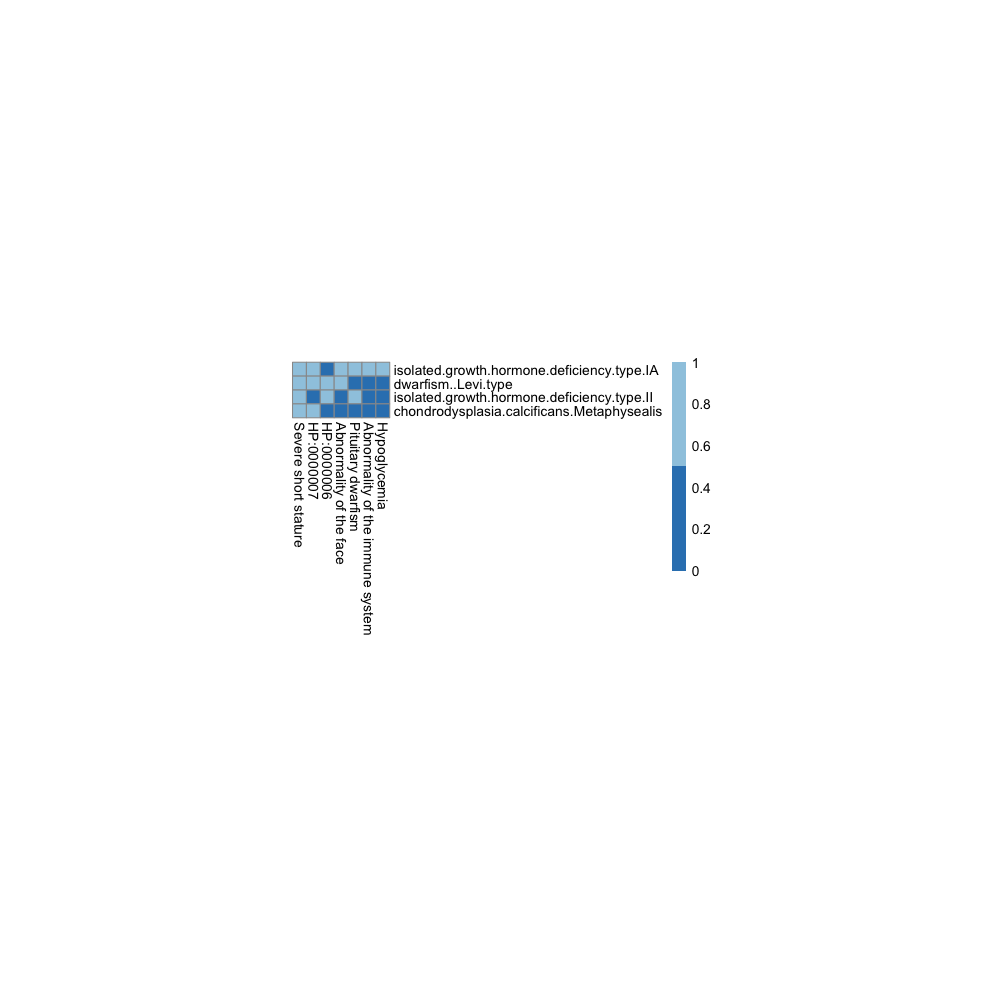 isolated.growth.hormone.deficiency.type.IA
dwarfism..Levi.type
isolated.growth.hormone.deficiency.type.II
chondrodysplasia.calcificans.Metaphysealis
Severe short stature
HP:0000007
HP:0000006
Abnormality of the face
Pituitary dwarfism
Abnormality of the immune system
Hypoglycemia
1
0.8
0.6
0.4
0.2
0